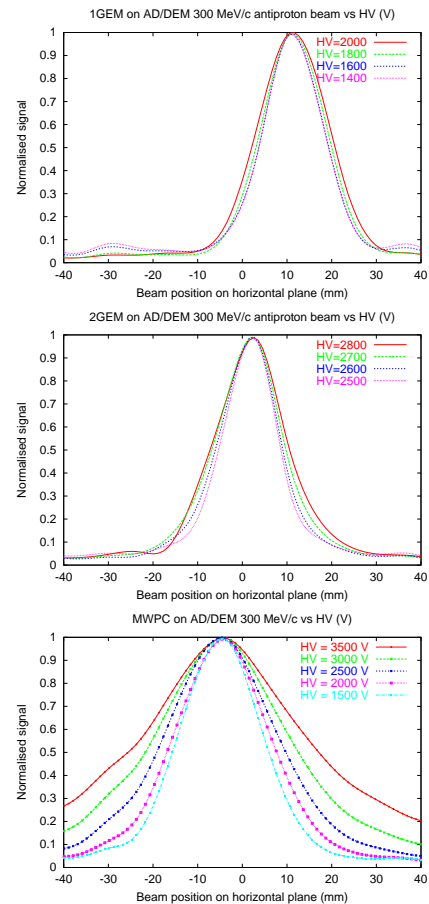 1GEM on AD/DEM 300 MeV/c antiproton beam vs HV (V)
1
0.9
0.8
0.7
0.6
0.5
0.4
0.3
0.2
0.1
0
Normalised signal
HV=2000
HV=1800
HV=1600
HV=1400
-40 -30 -20 -10 0 10 20 30 40
Beam position on horizontal plane (mm)
2GEM on AD/DEM 300 MeV/c antiproton beam vs HV (V)
1
0.9
0.8
0.7
0.6
0.5
0.4
0.3
0.2
0.1
0
Normalised signal
HV=2800
HV=2700
HV=2600
HV=2500
-40 -30 -20 -10 0 10 20 30 40
Beam position on horizontal plane (mm)
MWPC on AD/DEM 300 MeV/c vs HV (V)
1
0.9
0.8
0.7
0.6
0.5
0.4
0.3
0.2
0.1
0
Normalised signal
HV = 3500 V
HV = 3000 V
HV = 2500 V
HV = 2000 V
HV = 1500 V
-40 -30 -20 -10 0 10 20 30 40
Beam position on horizontal plane (mm)